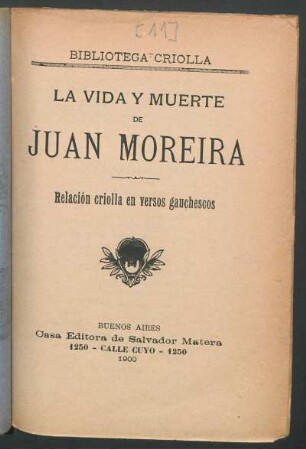 [11]
BIBLIOTECA CRIOLLA
LA VIDA Y MUERTE
DE
JUAN MOREIRA
Relación criolla en versos gauchescos
BUENOS AIRES
Casa Editora de Salvador Matera
1250 - CALLE CUYO - 1250
1900